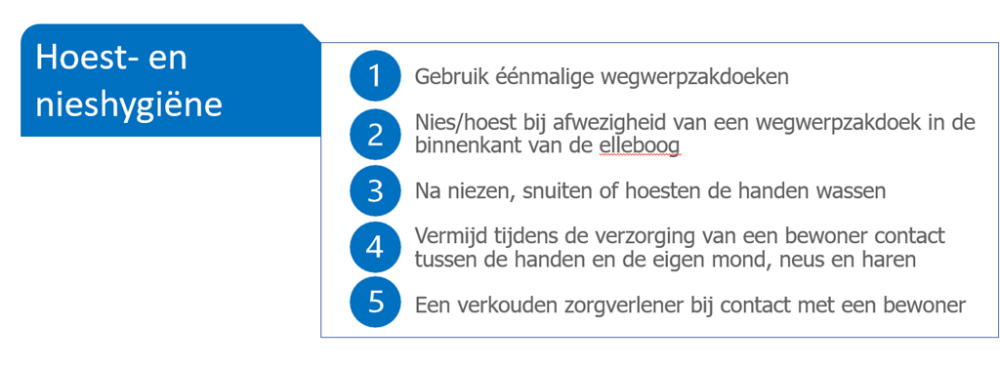 Hoest- en
nieshygiëne
1 Gebruik éénmalige wegwerpzakdoeken
2 Nies/hoest bij afwezigheid van een wegwerpzakdoek in de
binnenkant van de elleboog
3 Na niezen, snuiten of hoesten de handen wassen
4 Vermijd tijdens de verzorging van een bewoner contact
tussen de handen en de eigen mond, neus en haren
5 Een verkouden zorgverlener bij contact met een bewoner